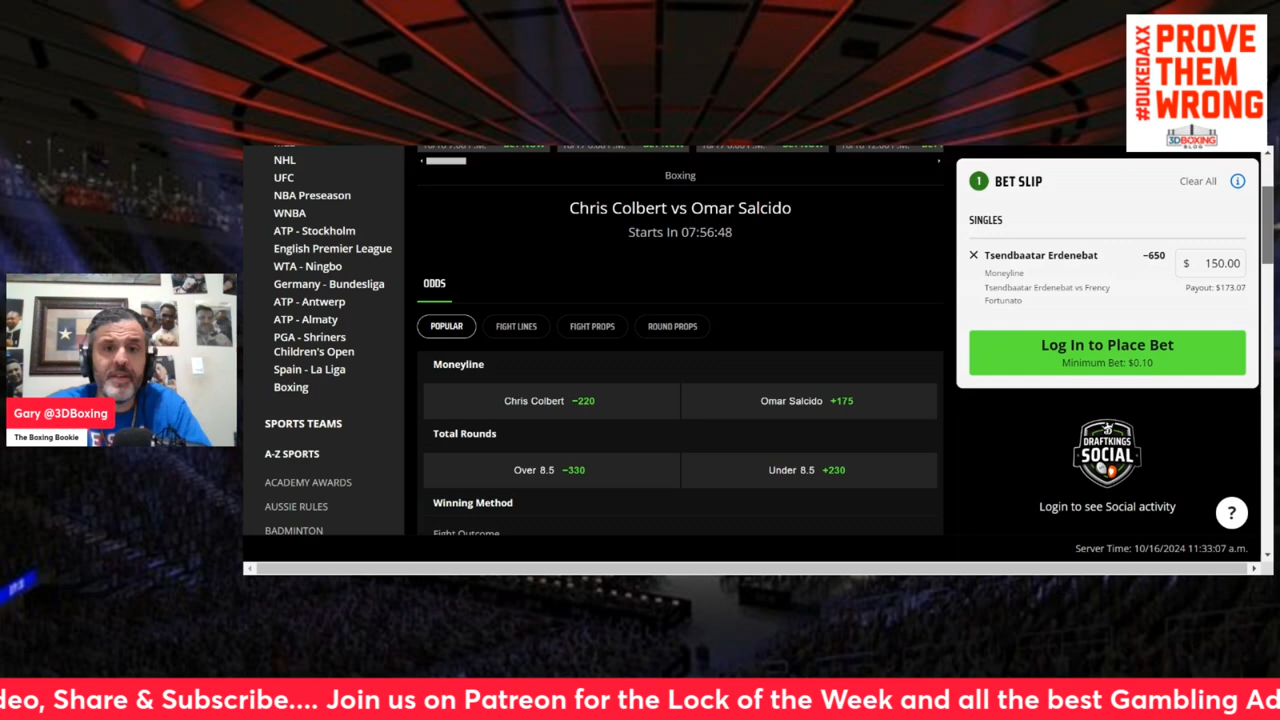 #DUKEDAXX
PROVE
THEM
WRONG
3DBOXING
BLOG
NHL
UFC
NBA Preseason
WNBA
ATP - Stockholm
English Premier League
WTA - Ningbo
Germany - Bundesliga
ATP - Antwerp
ATP - Almaty
PGA - Shriners
Children's Open
Spain - La Liga
Boxing
SPORTS TEAMS
A-Z SPORTS
ACADEMY AWARDS
AUSSIE RULES
BADMINTON
Boxing
Chris Colbert vs Omar Salcido
Starts In 07:56:48
ODDS
POPULAR
FIGHT LINES
FIGHT PROPS
ROUND PROPS
Moneyline
Chris Colbert −220
Omar Salcido +175
Total Rounds
Over 8.5 −330
Under 8.5 +230
Winning Method
Fight Outcome
1 BET SLIP
Clear All
SINGLES
Tsendbaatar Erdenebat −650
$ 150.00
Moneyline
Payout: $173.07
Tsendbaatar Erdenebat vs Frency
Fortunato
Log In to Place Bet
Minimum Bet: $0.10
DRAFTKINGS
SOCIAL
Login to see Social activity
?
Server Time: 10/16/2024 11:33:07 a.m.
Gary @3DBoxing
The Boxing Bookie
deo, Share & Subscribe.... Join us on Patreon for the Lock of the Week and all the best Gambling Ad